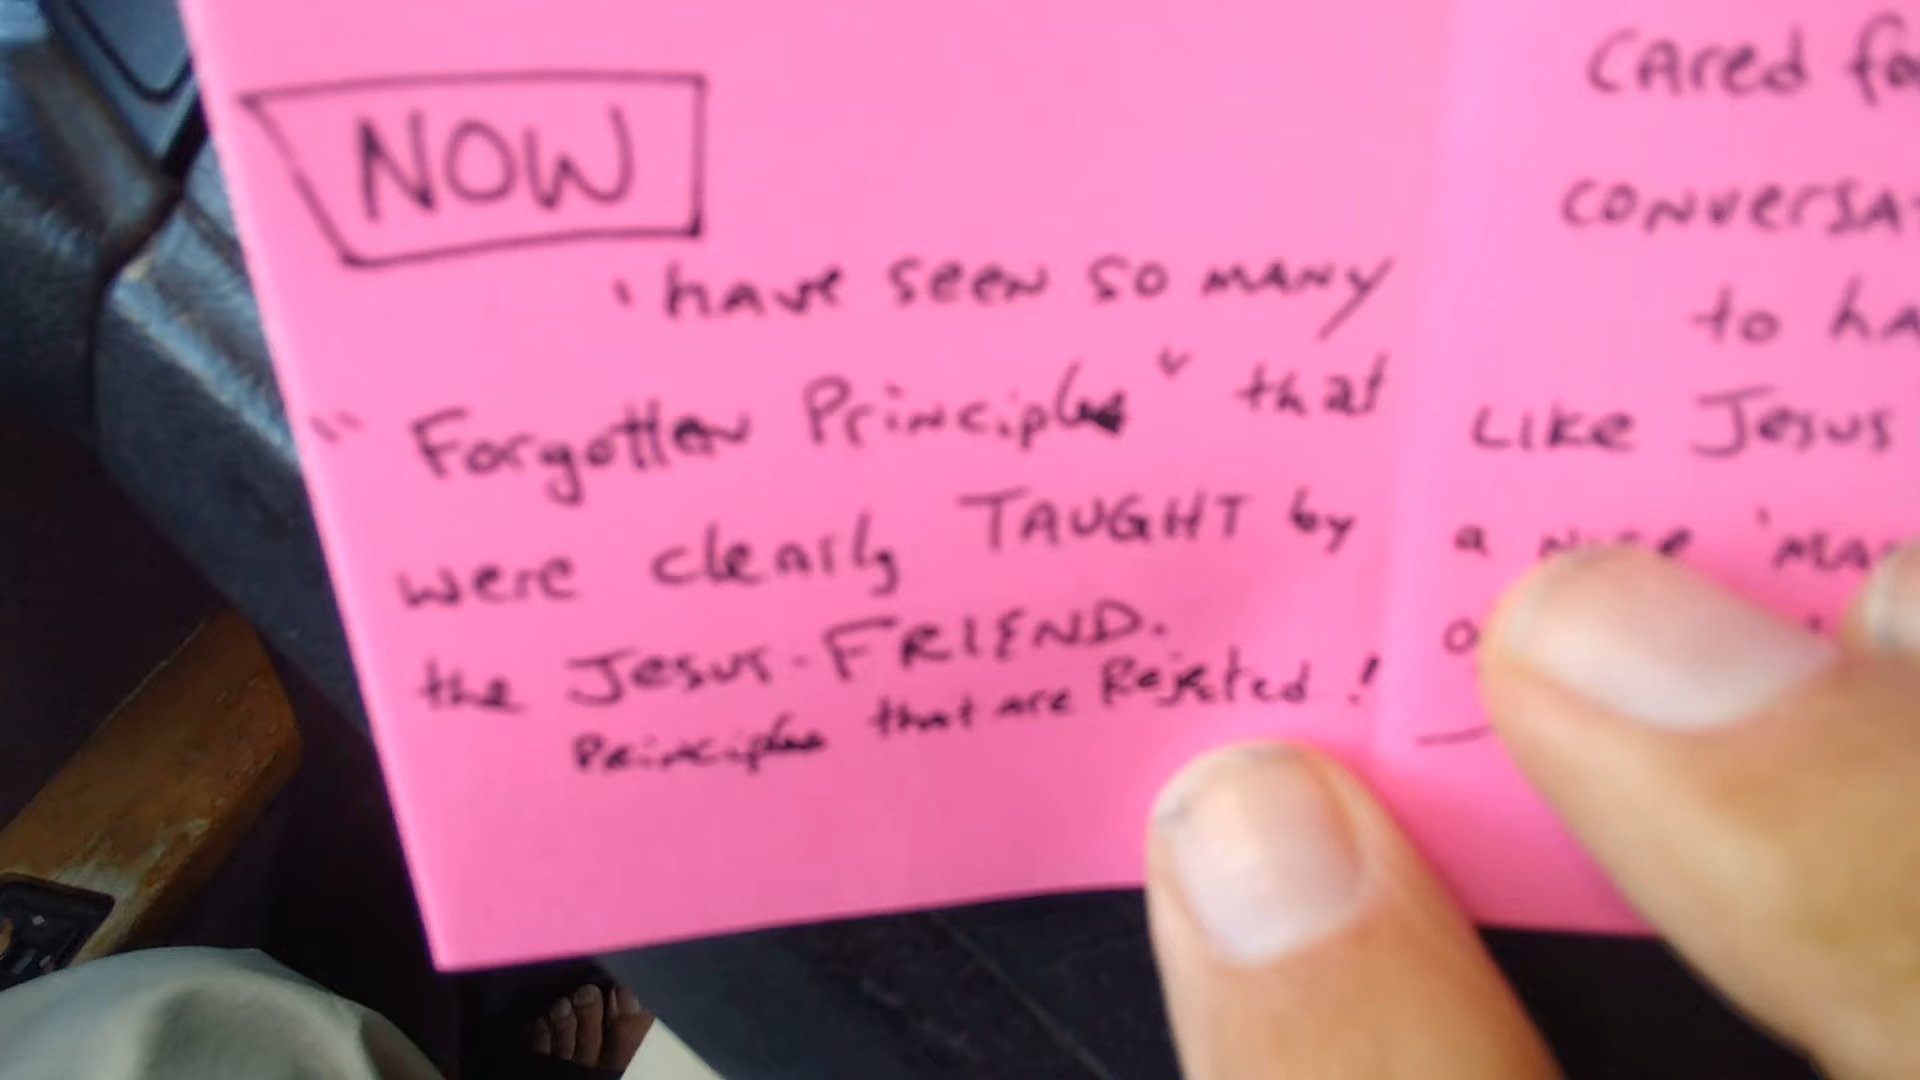 NOW
i have seen so many
"Forgotten Principles" that
were clearly TAUGHT by
the Jesus-FRIEND.
Principles that are Rejected!
cared
to
Like Jesus
a